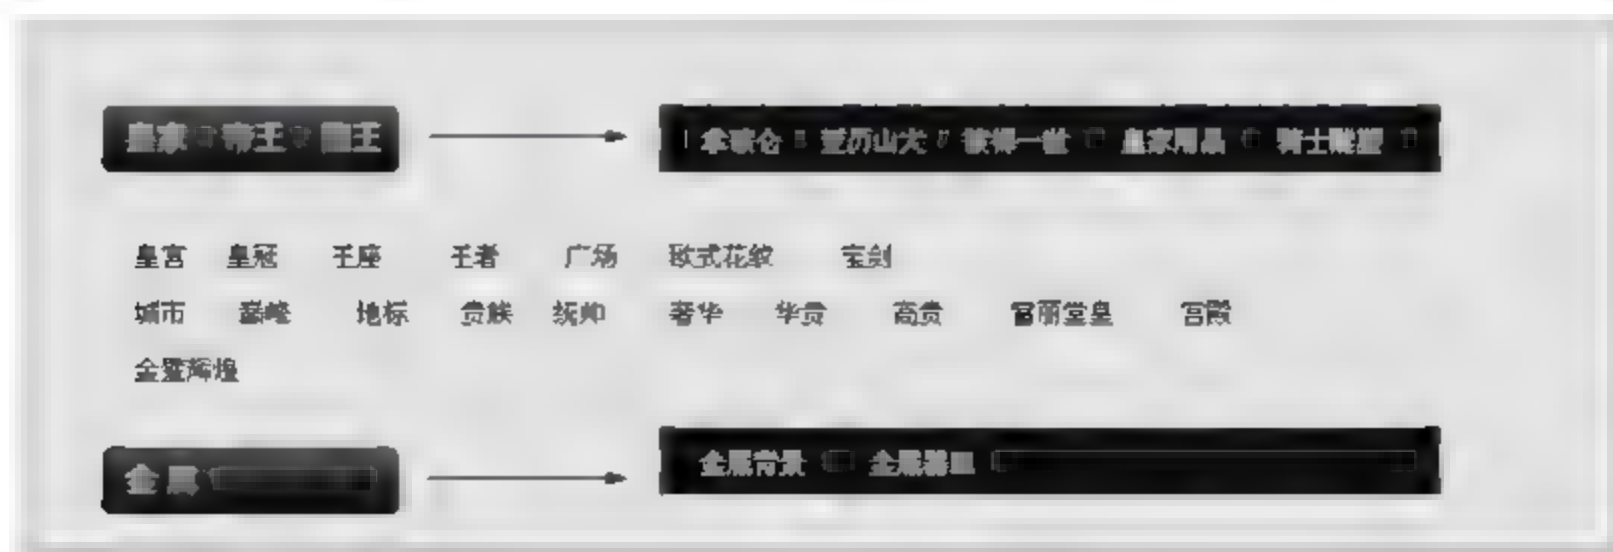 皇家 帝王 国王 拿破仑 亚历山大 彼得一世 皇家用品 骑士雕塑
皇宫 皇冠 王座 王者 广场 欧式花纹 宝剑
城市 巅峰 地标 贵族 统帅 奢华 华贵 高贵 富丽堂皇 宫殿
金碧辉煌
金属 金属背景 金属器皿